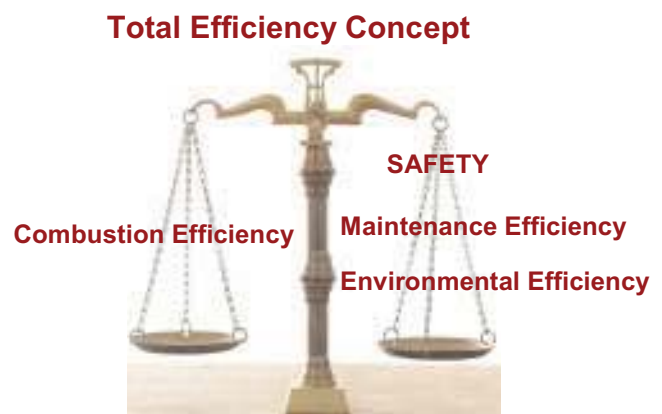 Total Efficiency Concept
SAFETY
Combustion Efficiency
Maintenance Efficiency
Environmental Efficiency